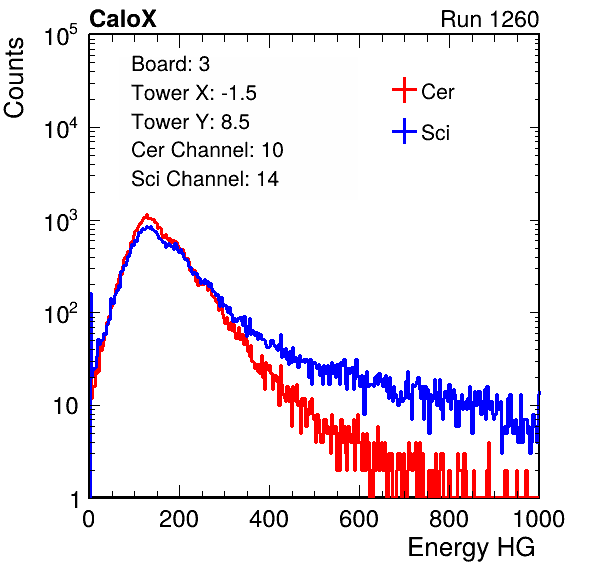 CaloX Run 1260
Counts
Board: 3
Tower X: -1.5
Tower Y: 8.5
Cer Channel: 10
Sci Channel: 14
Cer
Sci
10^5
10^4
10^3
10^2
10
1
0 200 400 600 800 1000
Energy HG